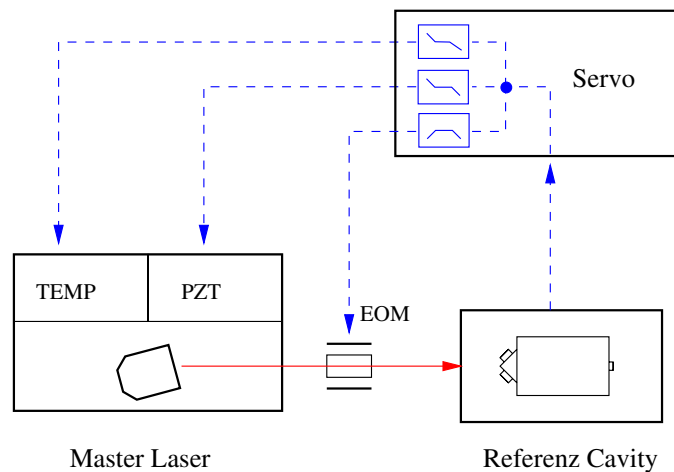 Servo
TEMP
PZT
EOM
Master Laser
Referenz Cavity